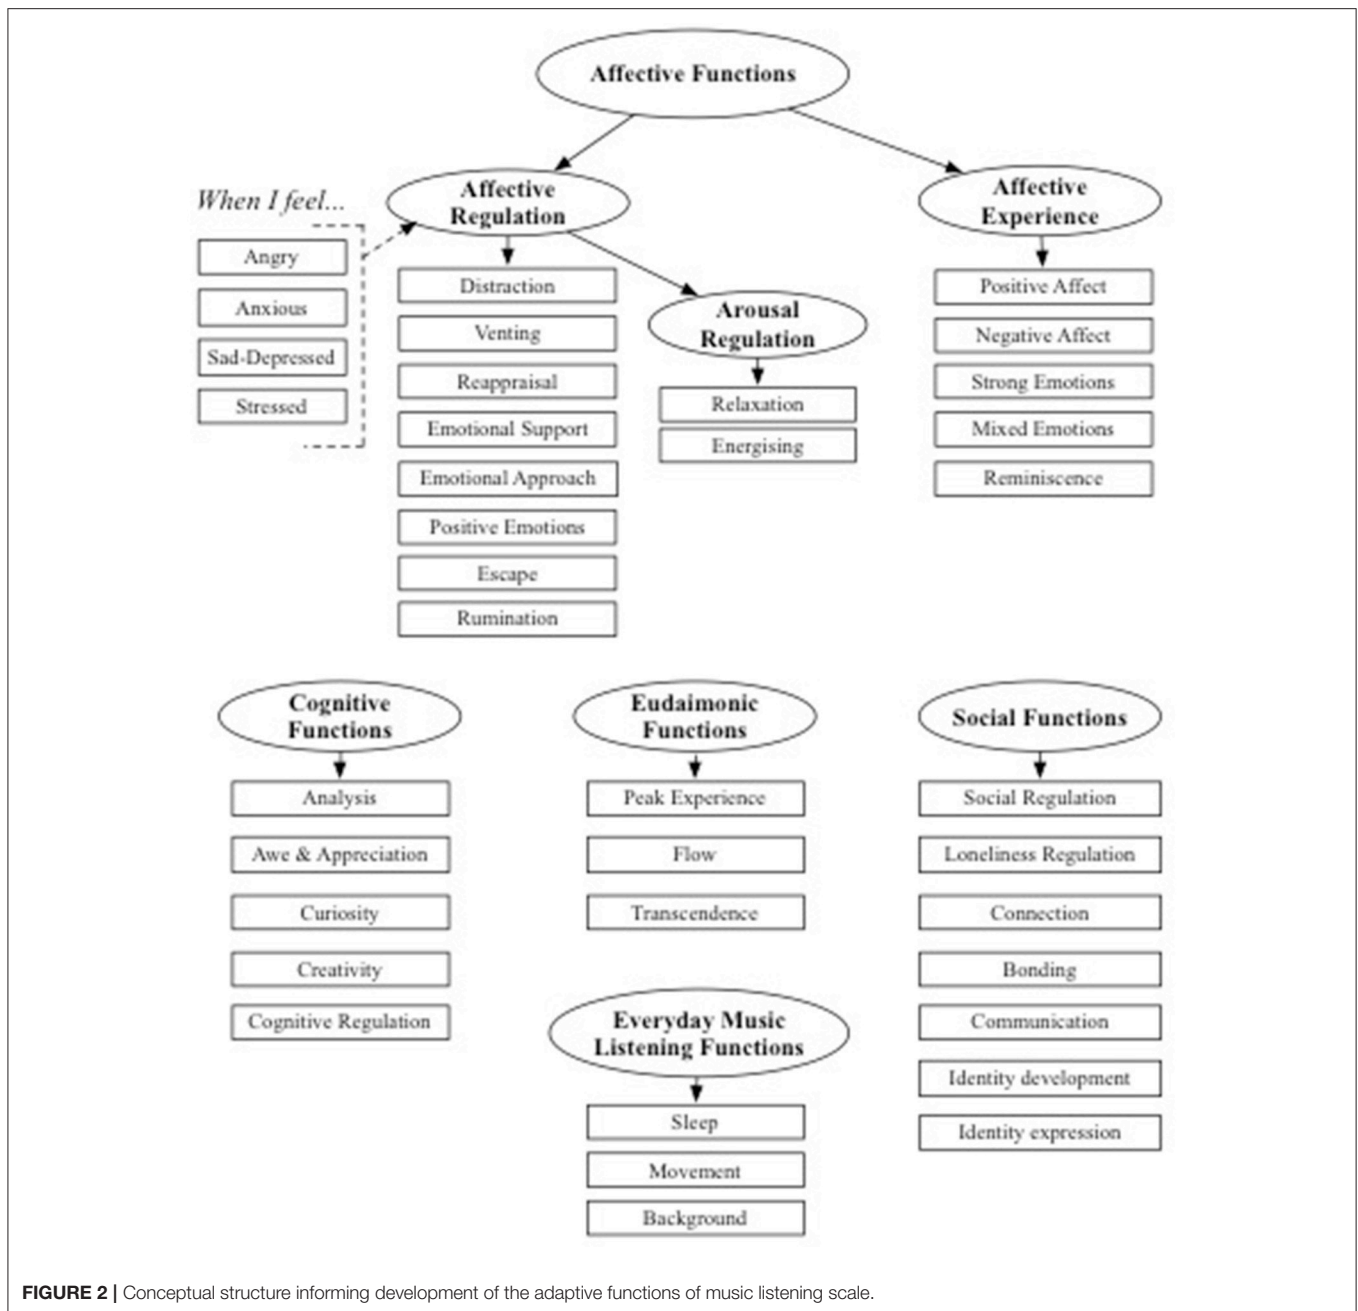 Affective Functions
When I feel...
Angry
Anxious
Sad-Depressed
Stressed
Affective
Regulation
Distraction
Venting
Reappraisal
Emotional Support
Emotional Approach
Positive Emotions
Escape
Rumination
Arousal
Regulation
Relaxation
Energising
Affective
Experience
Positive Affect
Negative Affect
Strong Emotions
Mixed Emotions
Reminiscence
Cognitive
Functions
Analysis
Awe & Appreciation
Curiosity
Creativity
Cognitive Regulation
Eudaimonic
Functions
Peak Experience
Flow
Transcendence
Everyday Music
Listening Functions
Sleep
Movement
Background
Social Functions
Social Regulation
Loneliness Regulation
Connection
Bonding
Communication
Identity development
Identity expression
FIGURE 2 | Conceptual structure informing development of the adaptive functions of music listening scale.